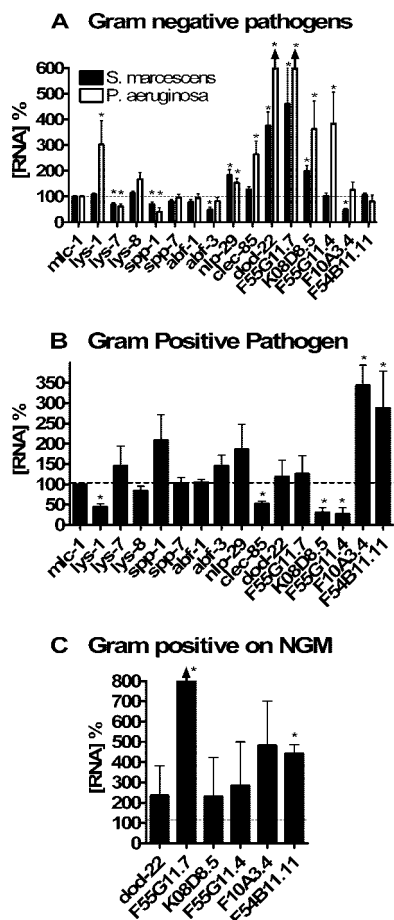 A Gram negative pathogens
S. marcescens
P. aeruginosa
[RNA] %
600
500
400
300
200
100
0
* * * * * * * * * * * * * * * * * *
mlc-1
lys-1
lys-7
lys-8
spp-1
spp-7
abf-1
abf-3
nlp-29
clec-85
dod-22
F55G11.7
K08D8.5
F55G11.4
F10A3.4
F54B11.11
B Gram Positive Pathogen
[RNA] %
350
300
250
200
150
100
50
0
* * * * * *
mlc-1
lys-1
lys-7
lys-8
spp-1
spp-7
abf-1
abf-3
nlp-29
clec-85
dod-22
F55G11.7
K08D8.5
F55G11.4
F10A3.4
F54B11.11
C Gram positive on NGM
[RNA] %
800
700
600
500
400
300
200
100
0
* *
dod-22
F55G11.7
K08D8.5
F55G11.4
F10A3.4
F54B11.11